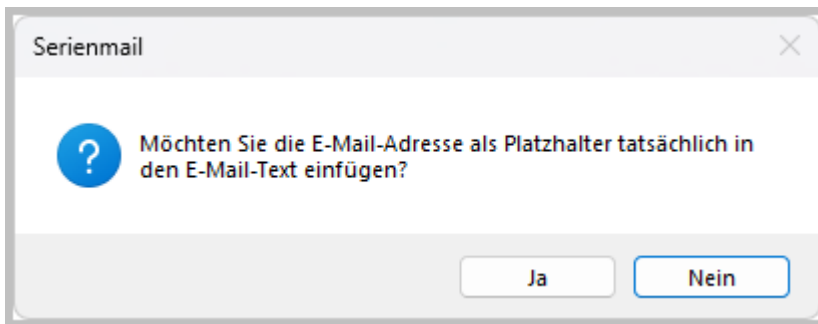 Serienmail
?
Möchten Sie die E-Mail-Adresse als Platzhalter tatsächlich in
den E-Mail-Text einfügen?
Ja
Nein